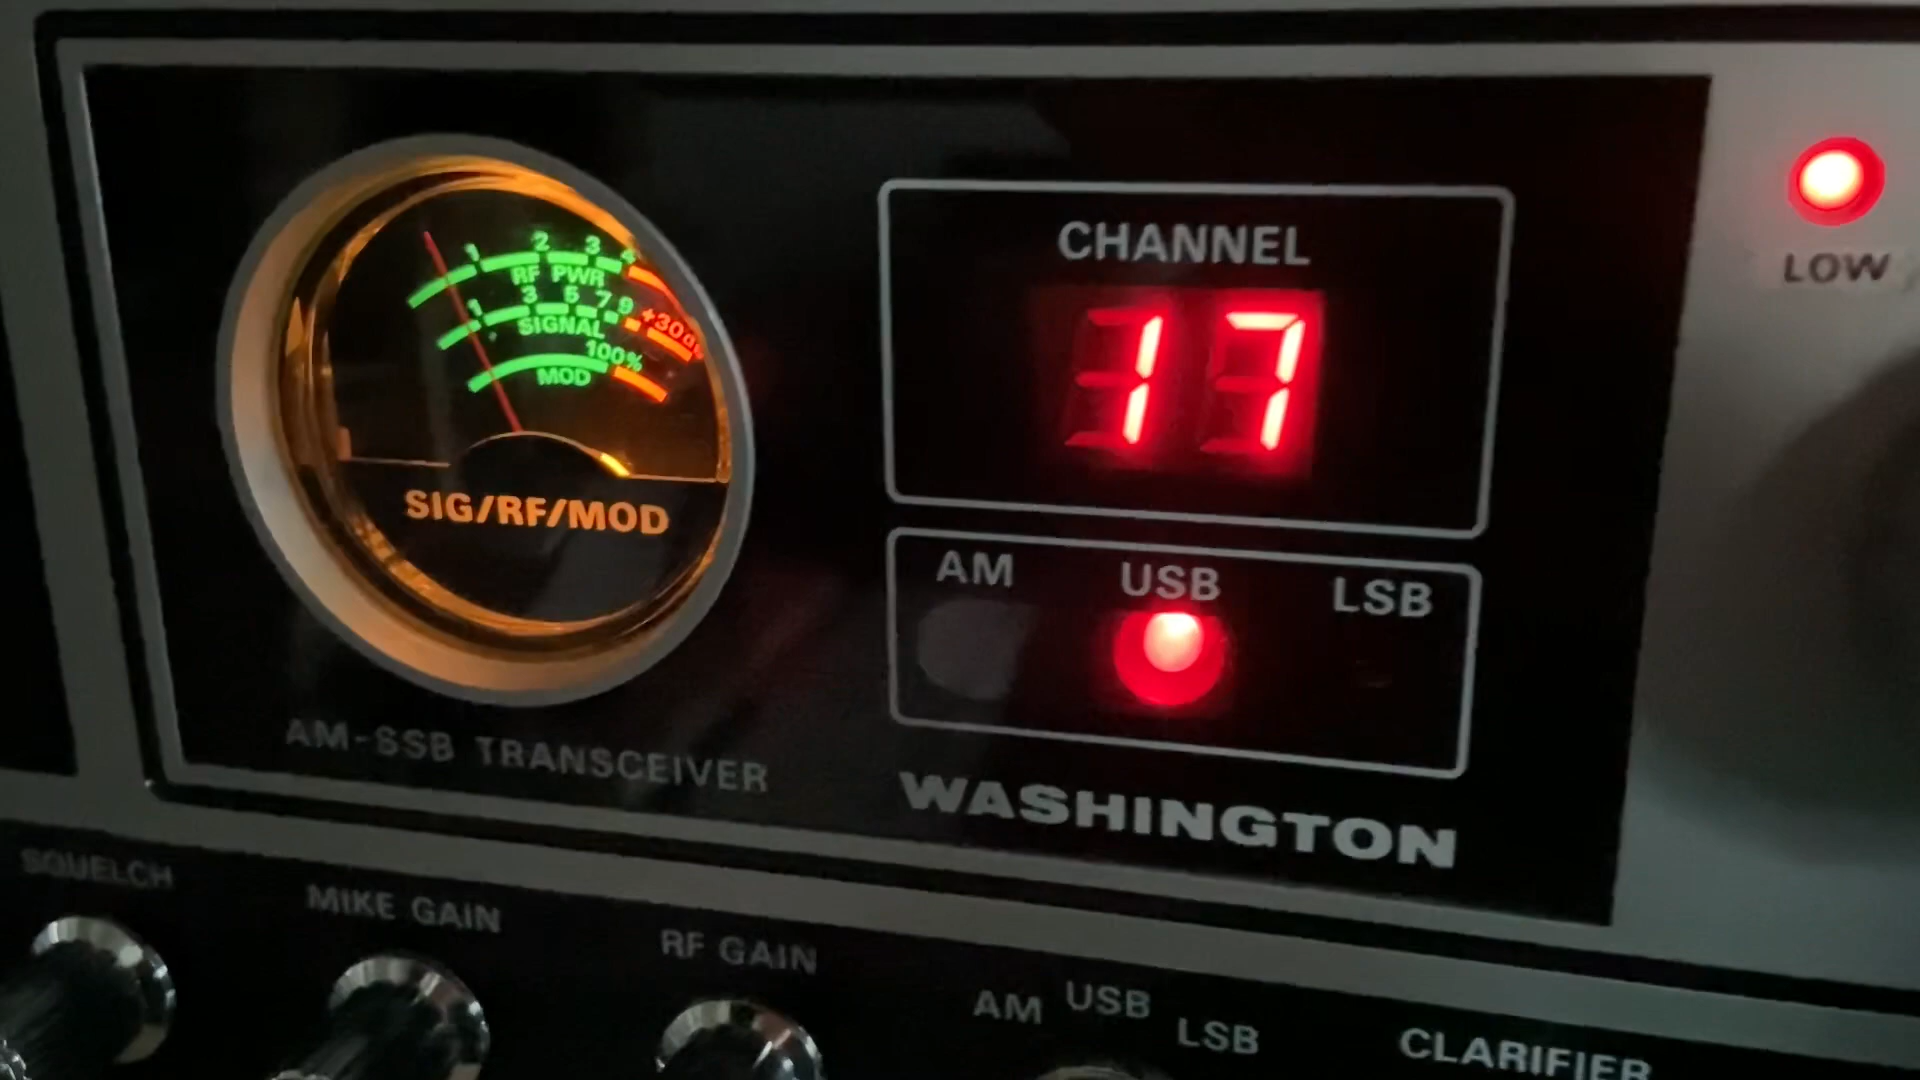 1 2 3 4
RF PWR
1 3 5 7 9 +30dB
SIGNAL
100%
MOD
SIG/RF/MOD
AM-SSB TRANSCEIVER
CHANNEL
17
AM USB LSB
WASHINGTON
LOW
SQUELCH
MIKE GAIN
RF GAIN
AM USB LSB
CLARIFIER